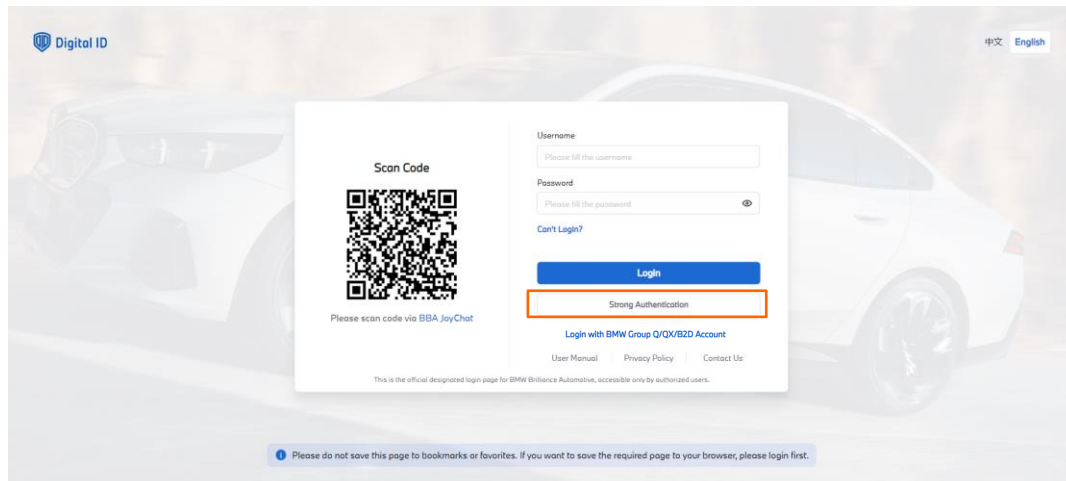 Digital ID
中文 English
Scan Code
Please scan code via BBA JoyChat
Username
Please fill the username
Password
Please fill the password
Can't Login?
Login
Strong Authentication
Login with BMW Group Q/QX/B2D Account
User Manual Privacy Policy Contact Us
This is the official designated login page for BMW Brilliance Automotive, accessible only by authorized users.
Please do not save this page to bookmarks or favorites. If you want to save the required page to your browser, please login first.